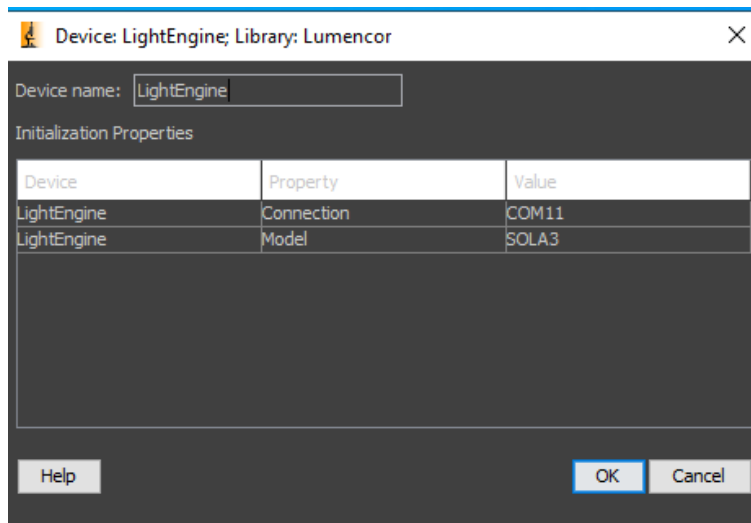 Device: LightEngine; Library: Lumencor
Device name: LightEngine
Initialization Properties
Device Property Value
LightEngine Connection COM11
LightEngine Model SOLA3
Help OK Cancel